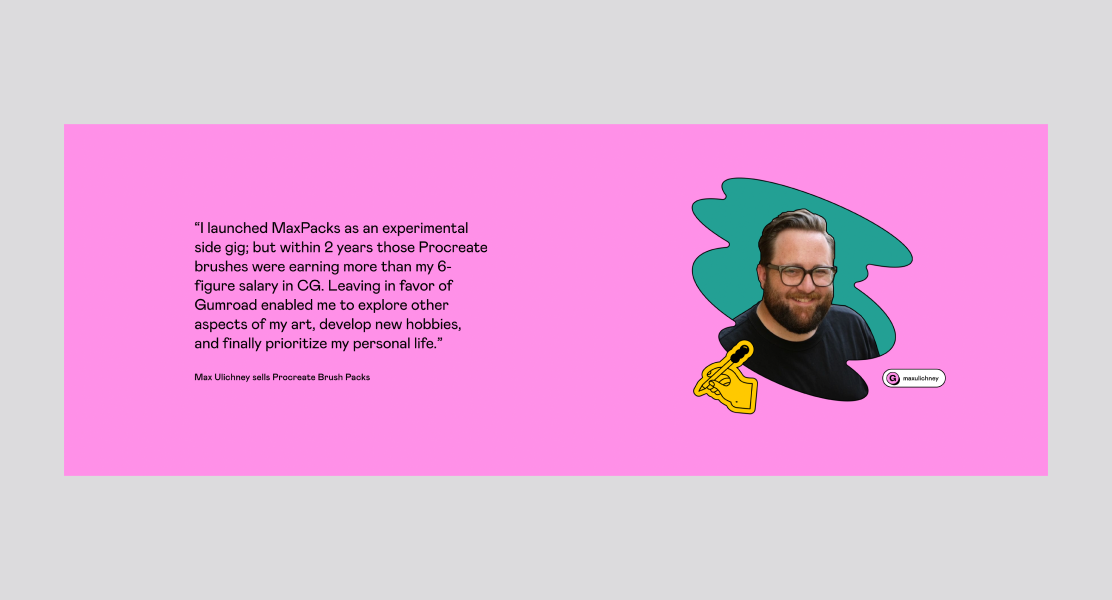 “I launched MaxPacks as an experimental
side gig; but within 2 years those Procreate
brushes were earning more than my 6-
figure salary in CG. Leaving in favor of
Gumroad enabled me to explore other
aspects of my art, develop new hobbies,
and finally prioritize my personal life.”
Max Ulichney sells Procreate Brush Packs
G maxulichney